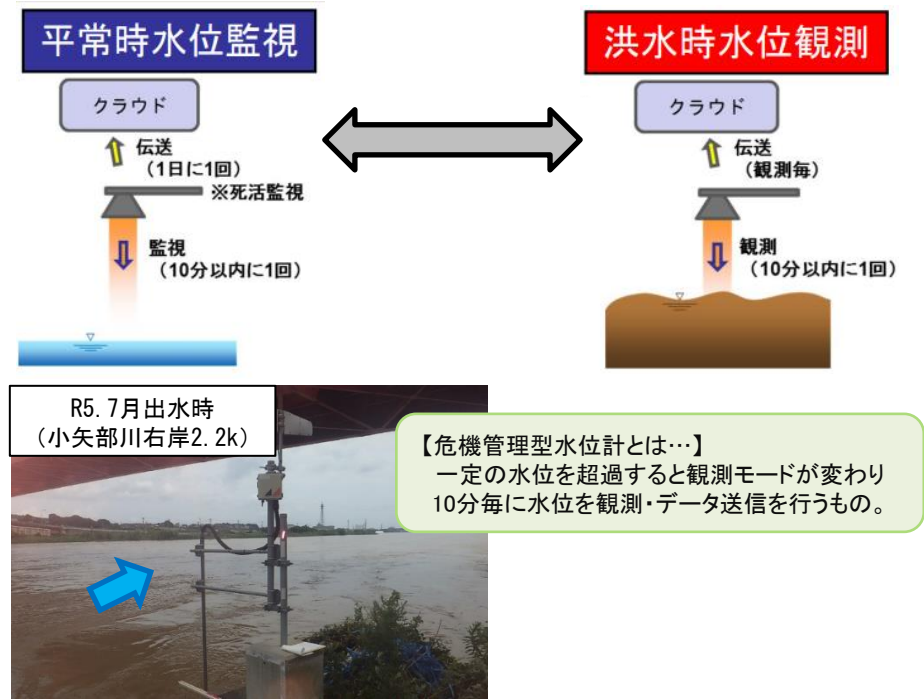 平常時水位監視
クラウド
伝送
(1日に1回)
※死活監視
監視
(10分以内に1回)
洪水時水位観測
クラウド
伝送
(観測毎)
観測
(10分以内に1回)
R5.7月出水時
(小矢部川右岸2.2k)
【危機管理型水位計とは…】
一定の水位を超過すると観測モードが変わり
10分毎に水位を観測・データ送信を行うもの。